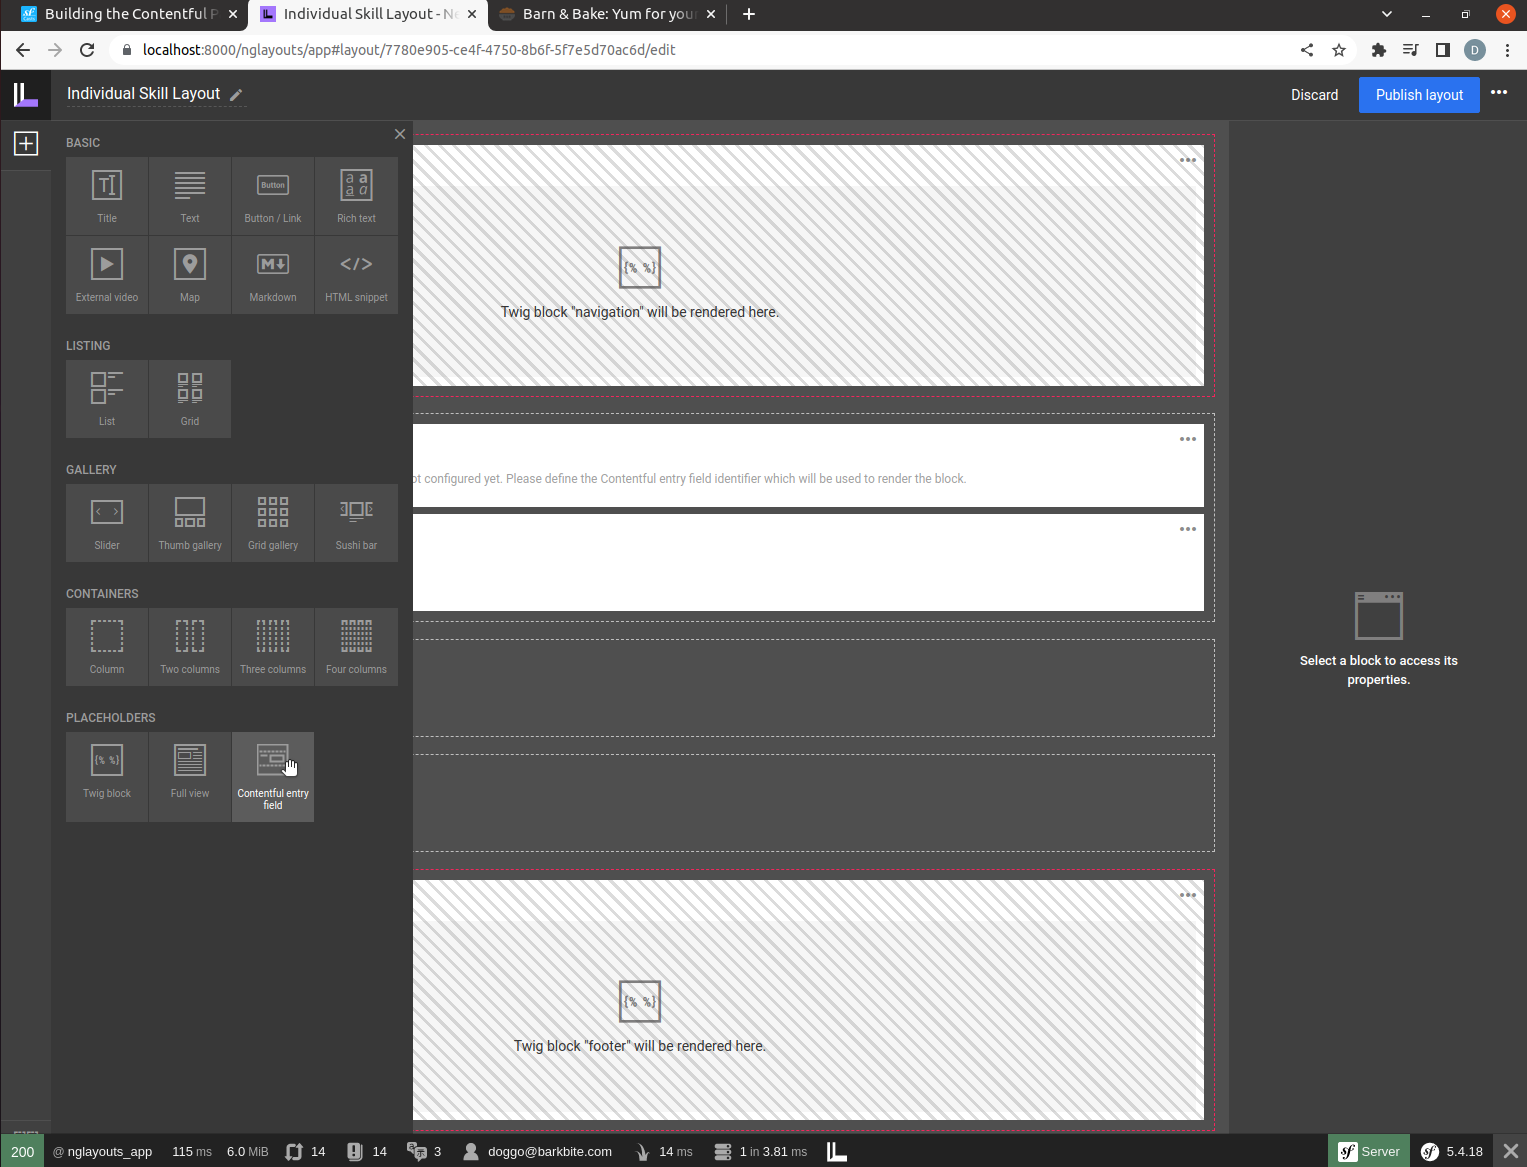 Building the Contentful P
Individual Skill Layout - Ne
Barn & Bake: Yum for your
localhost:8000/nglayouts/app#layout/7780e905-ce4f-4750-8b6f-5f7e5d70ac6d/edit
D
Individual Skill Layout
Discard
Publish layout
BASIC
Title
Text
Button
Button / Link
Rich text
External video
Map
Markdown
HTML snippet
LISTING
List
Grid
GALLERY
Slider
Thumb gallery
Grid gallery
Sushi bar
CONTAINERS
Column
Two columns
Three columns
Four columns
PLACEHOLDERS
Twig block
Full view
Contentful entry
field
{% %}
Twig block "navigation" will be rendered here.
ot configured yet. Please define the Contentful entry field identifier which will be used to render the block.
{% %}
Twig block "footer" will be rendered here.
Select a block to access its
properties.
200
@ nglayouts_app
115 ms
6.0 MiB
14
14
3
doggo@barkbite.com
14 ms
1 in 3.81 ms
Server
5.4.18